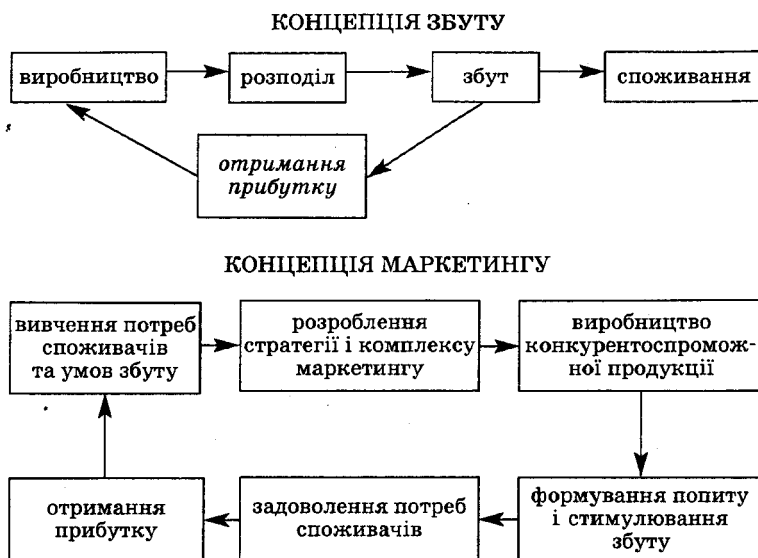 КОНЦЕПЦІЯ ЗБУТУ
виробництво
розподіл
збут
споживання
отримання
прибутку
КОНЦЕПЦІЯ МАРКЕТИНГУ
вивчення потреб
споживачів
та умов збуту
розроблення
стратегії і комплексу
маркетингу
виробництво
конкурентоспромож-
ної продукції
отримання
прибутку
задоволення потреб
споживачів
формування попиту
і стимулювання
збуту